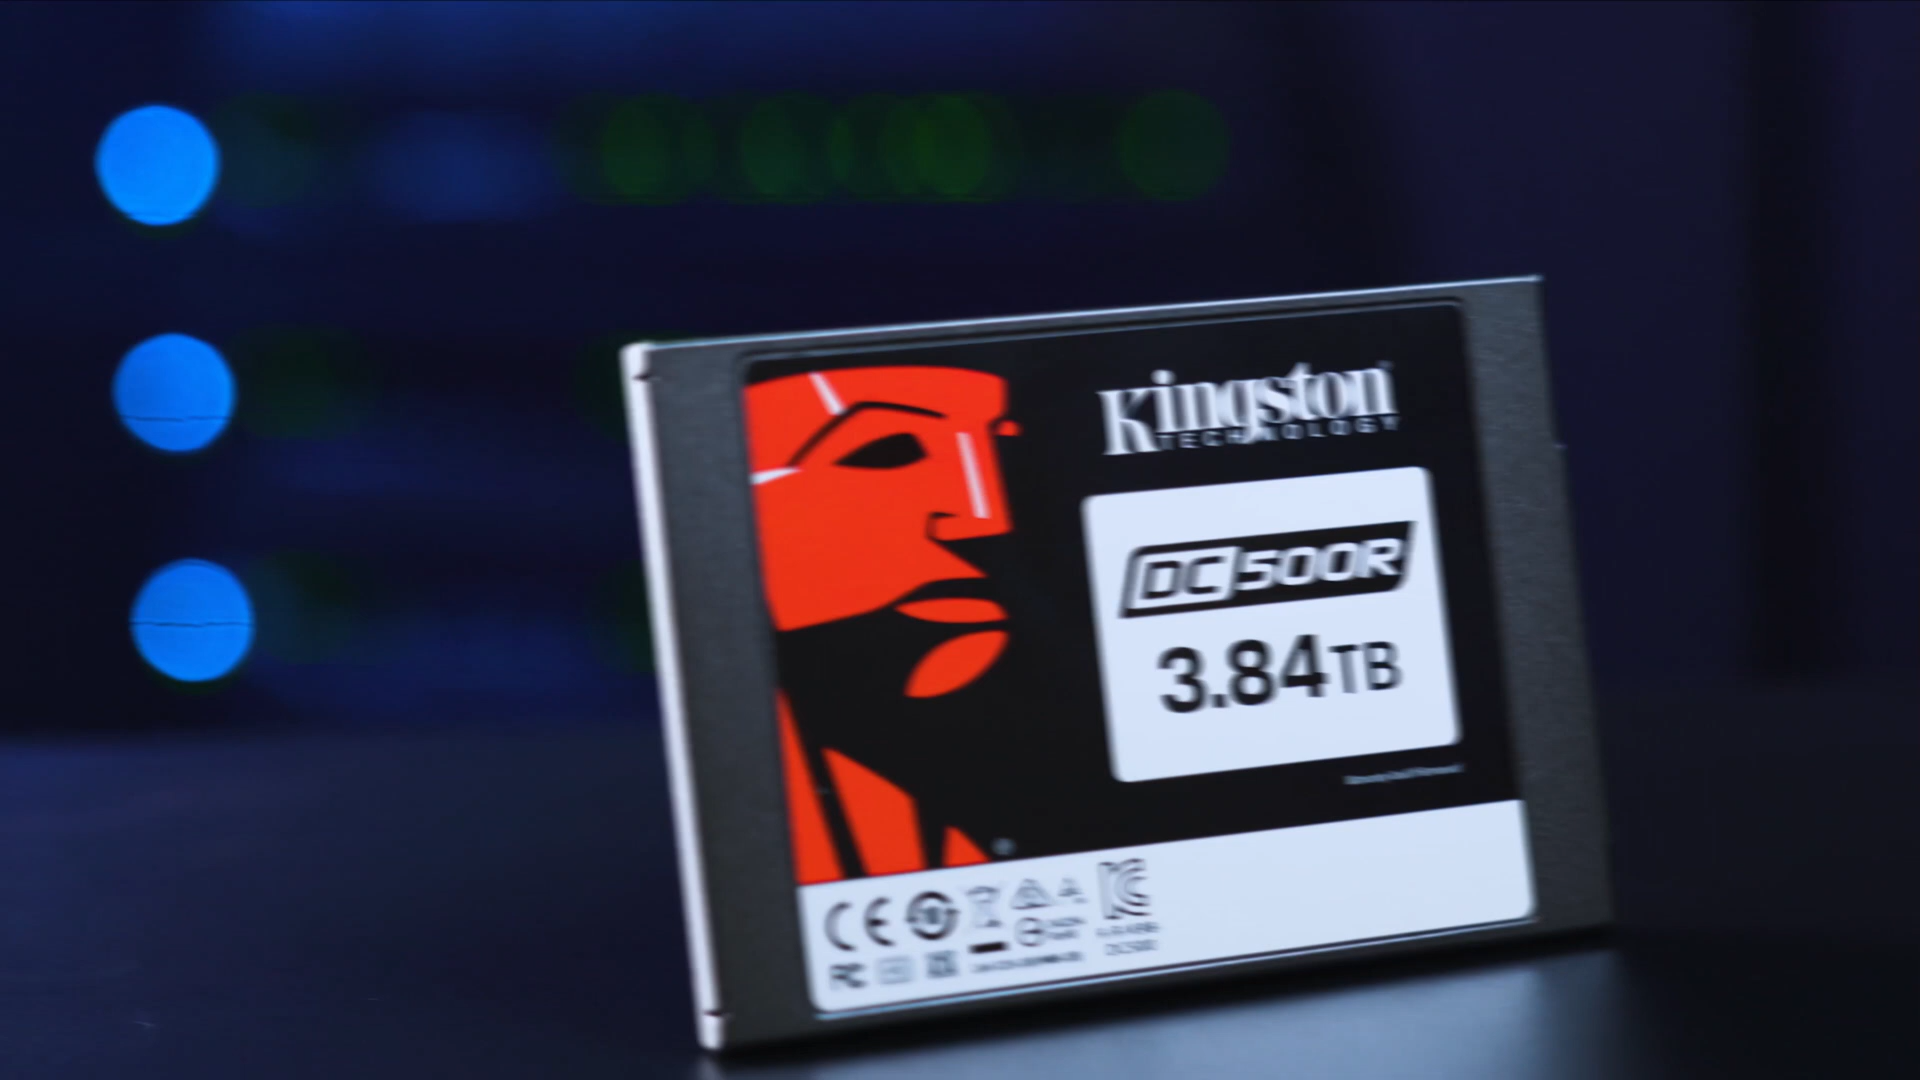 Kingston
TECHNOLOGY
DC500R
3.84TB
CE
FC